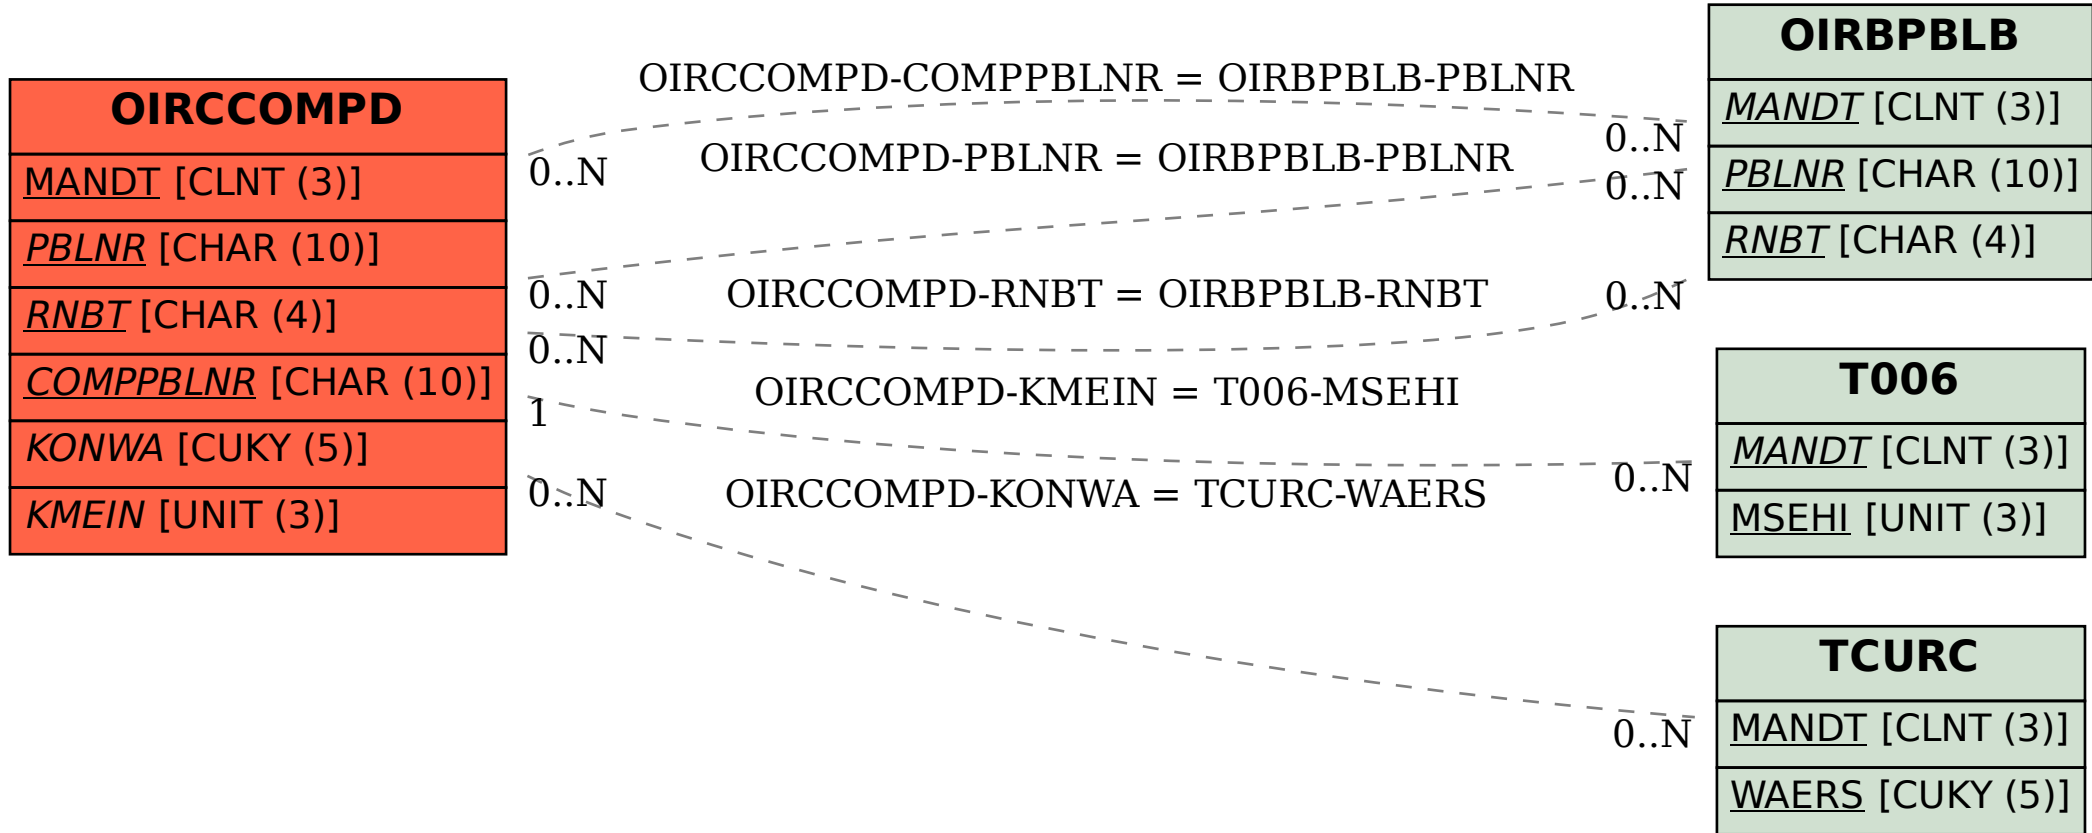 OIRCCOMPD
MANDT [CLNT (3)]
PBLNR [CHAR (10)]
RNBT [CHAR (4)]
COMPPBLNR [CHAR (10)]
KONWA [CUKY (5)]
KMEIN [UNIT (3)]
OIRCCOMPD-COMPPBLNR = OIRBPBLB-PBLNR
0..N
0..N
OIRCCOMPD-PBLNR = OIRBPBLB-PBLNR
0..N
0..N
OIRCCOMPD-RNBT = OIRBPBLB-RNBT
0..N
0..N
OIRCCOMPD-KMEIN = T006-MSEHI
1
0..N
OIRCCOMPD-KONWA = TCURC-WAERS
0..N
0..N
OIRBPBLB
MANDT [CLNT (3)]
PBLNR [CHAR (10)]
RNBT [CHAR (4)]
T006
MANDT [CLNT (3)]
MSEHI [UNIT (3)]
TCURC
MANDT [CLNT (3)]
WAERS [CUKY (5)]